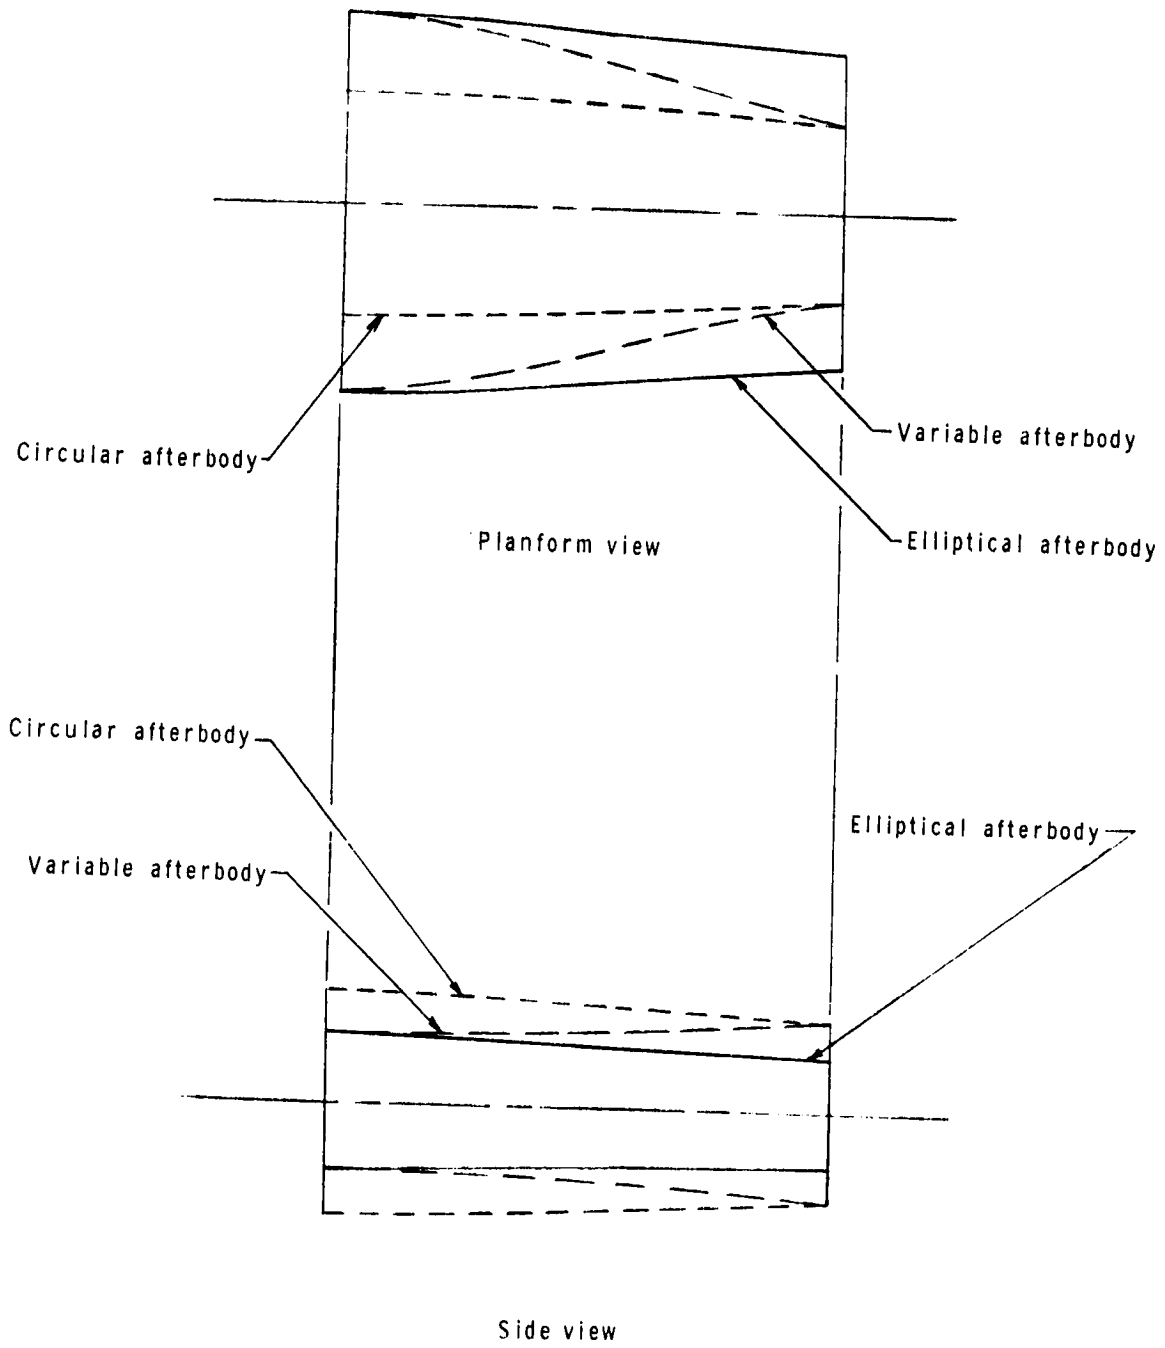 Circular afterbody
Variable afterbody
Elliptical afterbody
Planform view
Circular afterbody
Elliptical afterbody
Variable afterbody
Side view